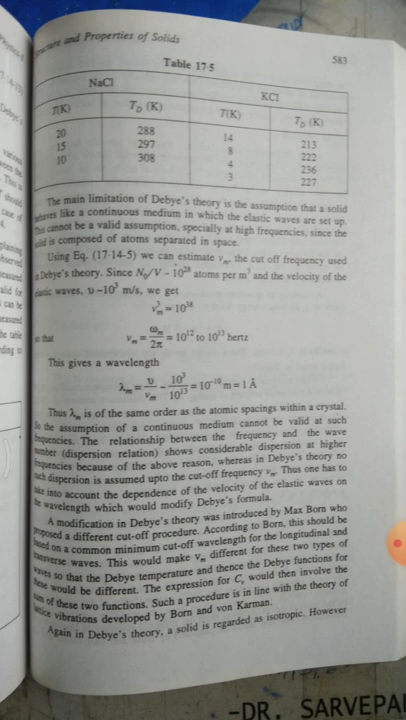 Structure and Properties of Solids
583
Table 17·5
NaCl
KCl
T(K)
T_D (K)
T(K)
T_D (K)
20 288 14 213
15 297 8 222
10 308 4 236
3 227
The main limitation of Debye's theory is the assumption that a solid
behaves like a continuous medium in which the elastic waves are set up.
This cannot be a valid assumption, specially at high frequencies, since the
solid is composed of atoms separated in space.
Using Eq. (17·14-5) we can estimate ν_m, the cut off frequency used
in Debye's theory. Since N_0/V ~ 10^28 atoms per m^3 and the velocity of the
elastic waves, υ~10^3 m/s, we get
ν_m^3 ≈ 10^38
so that
ν_m = ω_m/2π = 10^12 to 10^13 hertz
This gives a wavelength
λ_m = υ/ν_m ~ 10^3/10^13 = 10^-10 m = 1 Å
Thus λ_m is of the same order as the atomic spacings within a crystal.
So the assumption of a continuous medium cannot be valid at such
frequencies. The relationship between the frequency and the wave
number (dispersion relation) shows considerable dispersion at higher
frequencies because of the above reason, whereas in Debye's theory no
such dispersion is assumed upto the cut-off frequency ν_m. Thus one has to
take into account the dependence of the velocity of the elastic waves on
the wavelength which would modify Debye's formula.
A modification in Debye's theory was introduced by Max Born who
proposed a different cut-off procedure. According to Born, this should be
based on a common minimum cut-off wavelength for the longitudinal and
transverse waves. This would make ν_m different for these two types of
waves so that the Debye temperature and thence the Debye functions for
these would be different. The expression for C_v would then involve the
sum of these two functions. Such a procedure is in line with the theory of
lattice vibrations developed by Born and von Karman.
Again in Debye's theory, a solid is regarded as isotropic. However
-DR. SARVEPAL